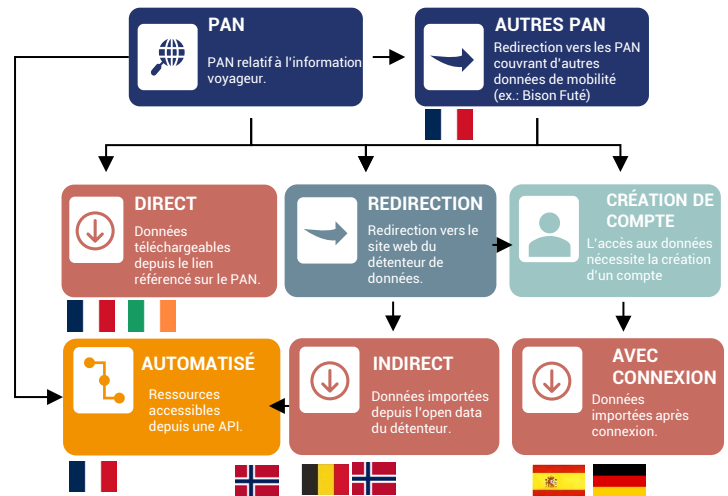 PAN
PAN relatif à l'information
voyageur.
AUTRES PAN
Redirection vers les PAN
couvrant d'autres
données de mobilité
(ex.: Bison Futé)
DIRECT
Données
téléchargeables
depuis le lien
référencé sur le PAN.
REDIRECTION
Redirection vers le
site web du
détenteur de
données.
CRÉATION DE
COMPTE
L'accès aux données
nécessite la création
d'un compte
AUTOMATISÉ
Ressources
accessibles
depuis une API.
INDIRECT
Données importées
depuis l'open data
du détenteur.
AVEC
CONNEXION
Données
importées après
connexion.